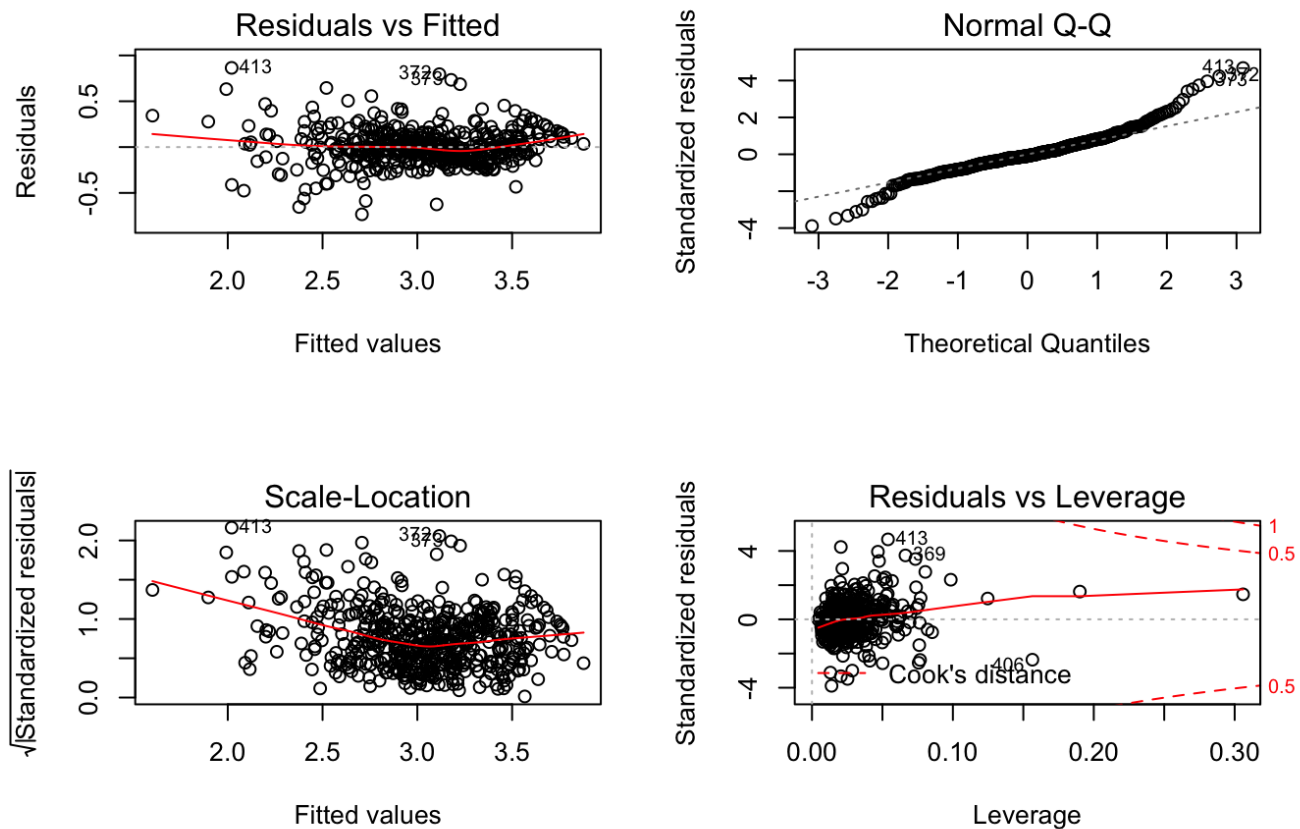 Residuals vs Fitted
Residuals
0.5
-0.5
413
372
373
2.0 2.5 3.0 3.5
Fitted values
Normal Q-Q
Standardized residuals
4
2
0
-4
413
372
373
-3 -2 -1 0 1 2 3
Theoretical Quantiles
Scale-Location
√|Standardized residuals|
2.0
1.0
0.0
413
372
373
2.0 2.5 3.0 3.5
Fitted values
Residuals vs Leverage
Standardized residuals
4
0
-4
413
369
406
Cook's distance
1
0.5
0.5
0.00 0.10 0.20 0.30
Leverage